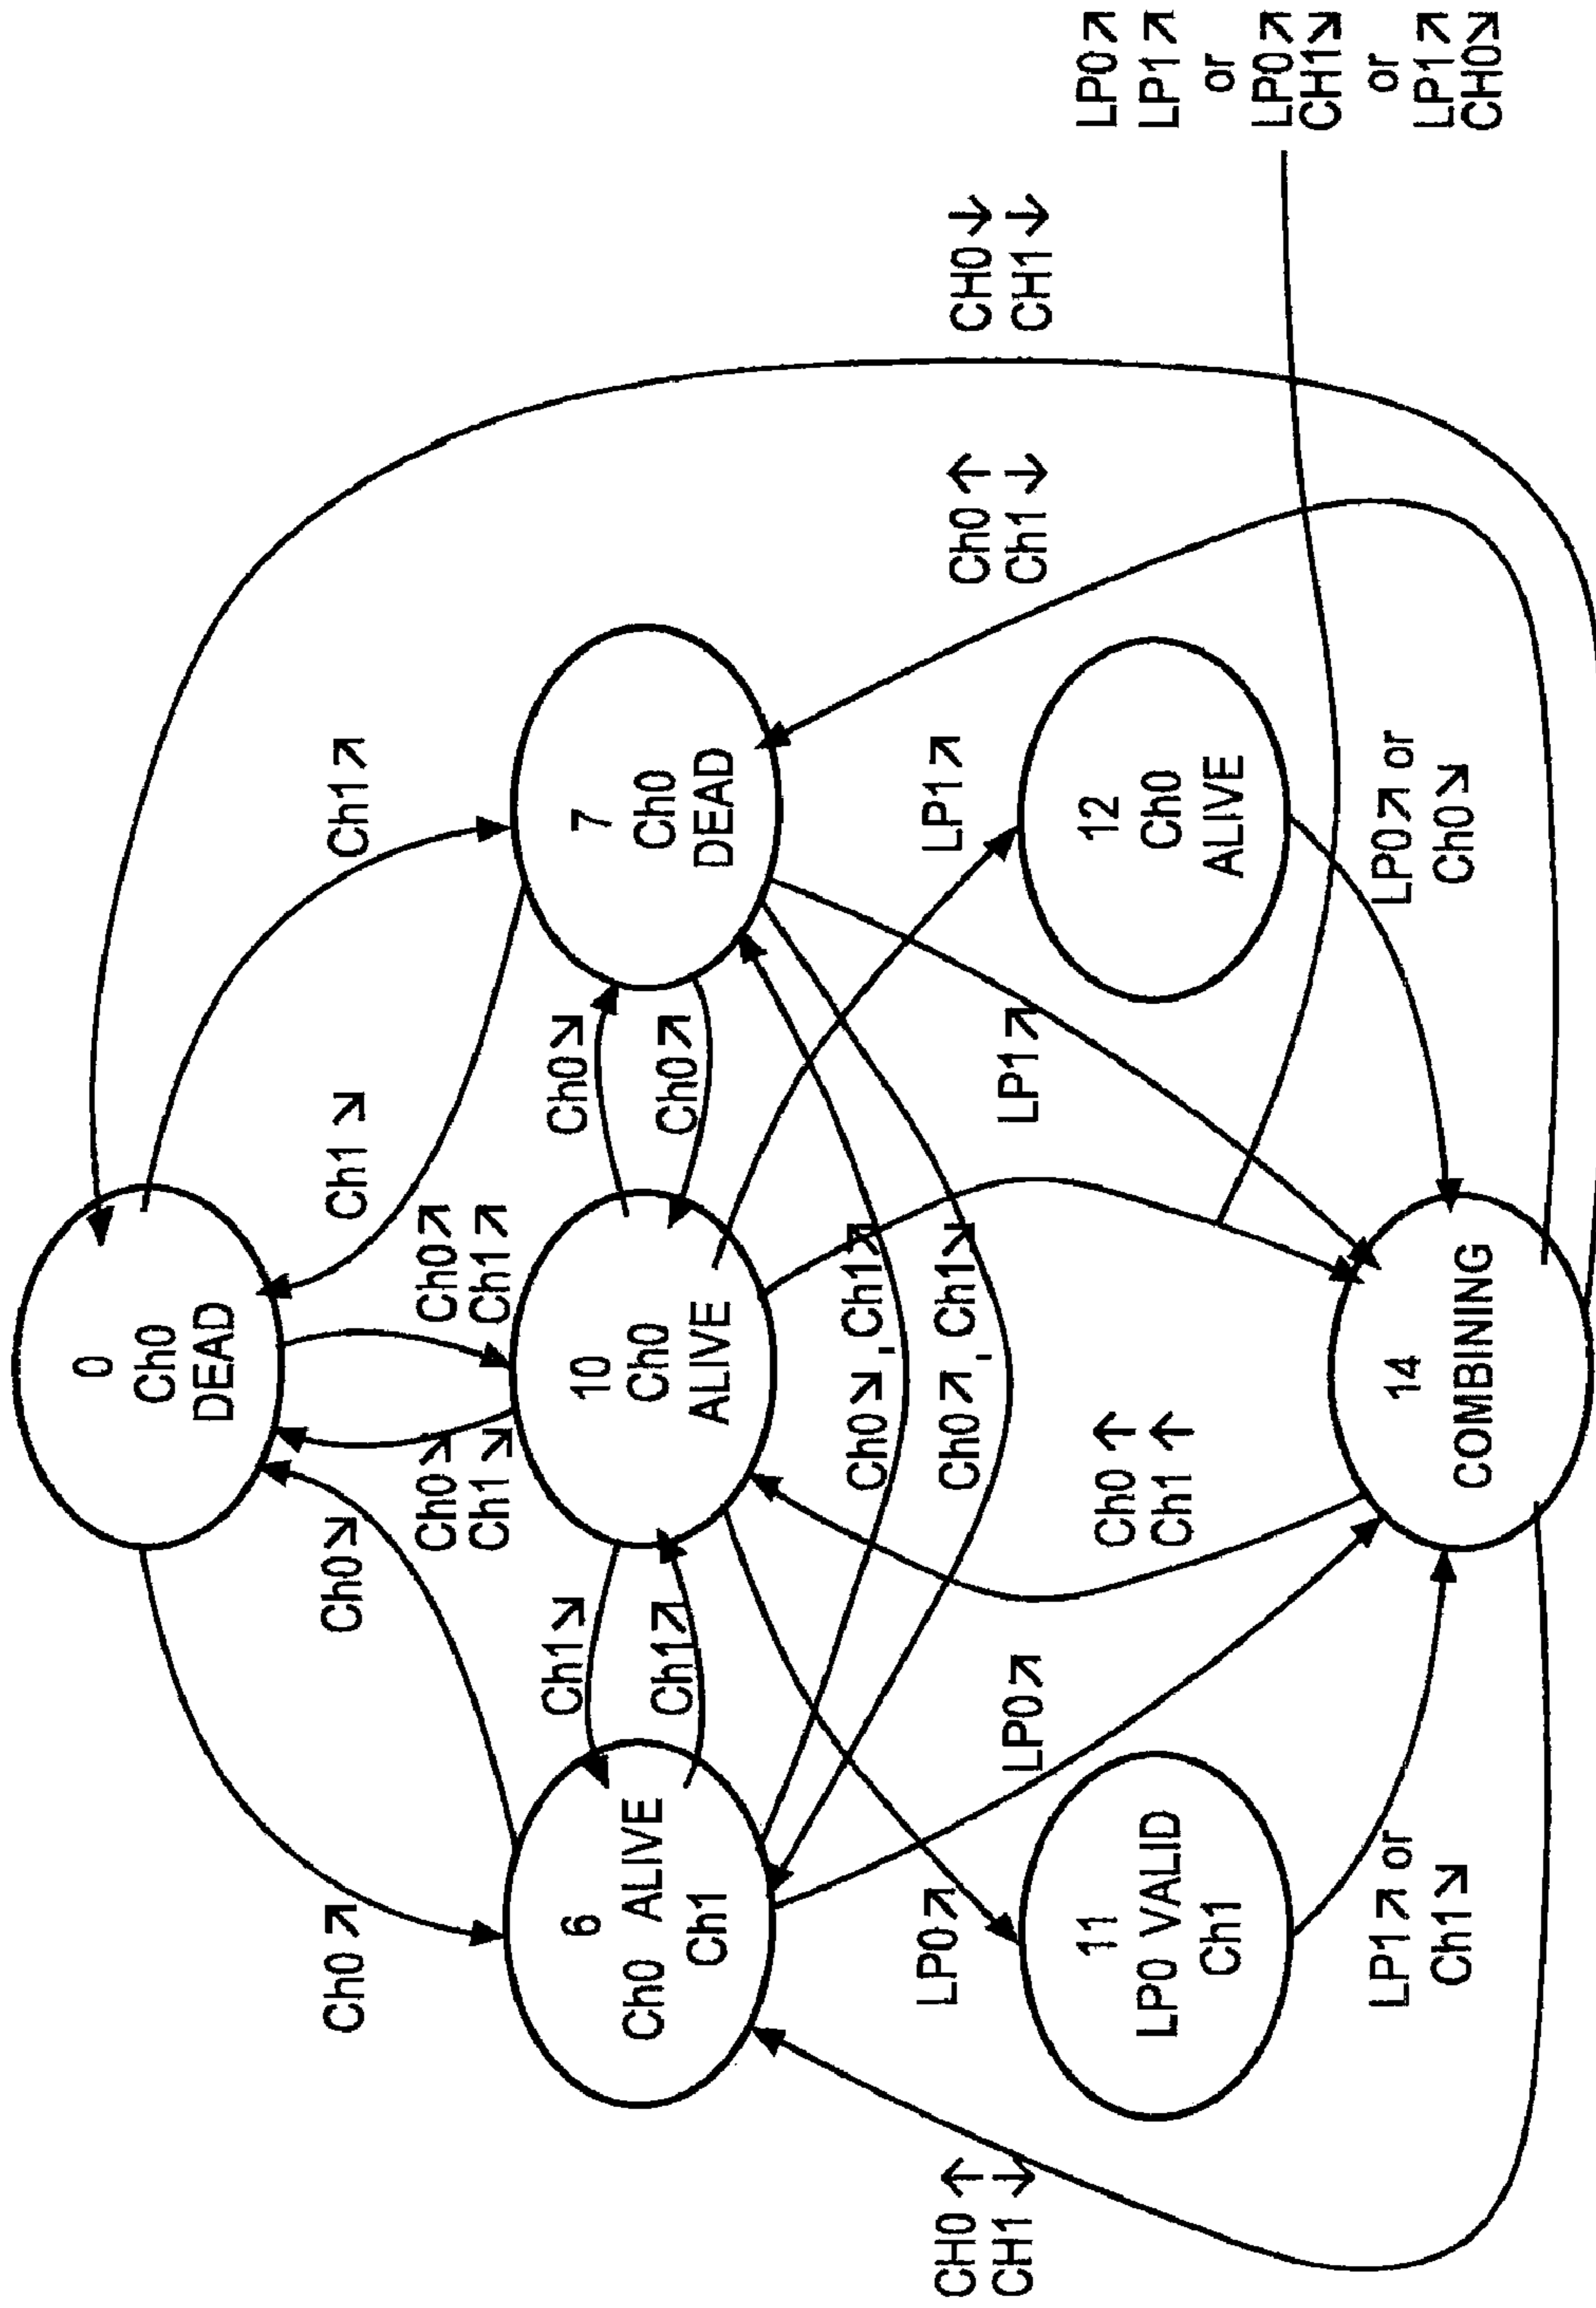 0
Ch0
DEAD
Ch0↗
Ch0↘
Ch1↘
Ch1↗
Ch0↘
Ch1↘
Ch0↗
Ch1↗
6
Ch0 ALIVE
Ch1
Ch1↘
Ch1↗
10
Ch0
ALIVE
Ch0↘
Ch0↗
7
Ch0
DEAD
Ch0↘,Ch1↗
Ch0↗,Ch1↘
CH0↑
CH1↓
LP0↗
LP0↗
LP1↗
LP1↗
Ch0↑
Ch1↓
CH0↓
CH1↓
11
LP0 VALID
Ch1
Ch0↑
Ch1↑
12
Ch0
ALIVE
LP0↗
LP1↗
or
LP0↗
CH1↘
or
LP1↗
CH0↘
LP1↗ or
Ch1↘
14
COMBINING
LP0↗ or
Ch0↘